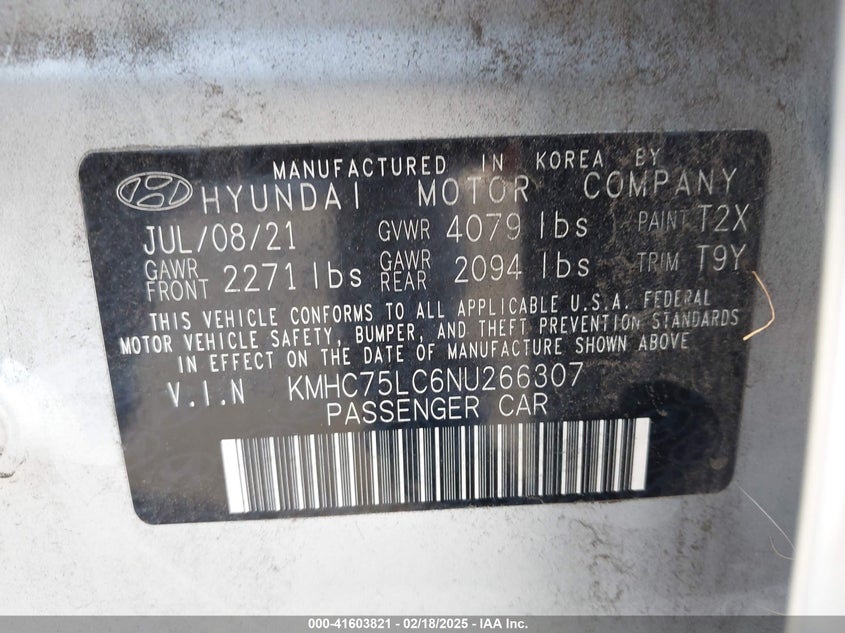 MANUFACTURED IN KOREA BY
HYUNDAI MOTOR COMPANY
JUL/08/21 GVWR 4079 lbs PAINT T2X
GAWR FRONT 2271 lbs GAWR REAR 2094 lbs TRIM T9Y
THIS VEHICLE CONFORMS TO ALL APPLICABLE U.S.A. FEDERAL
MOTOR VEHICLE SAFETY, BUMPER, AND THEFT PREVENTION STANDARDS
IN EFFECT ON THE DATE OF MANUFACTURE SHOWN ABOVE
V.I.N KMHC75LC6NU266307
PASSENGER CAR
000-41603821 - 02/18/2025 - IAA Inc.